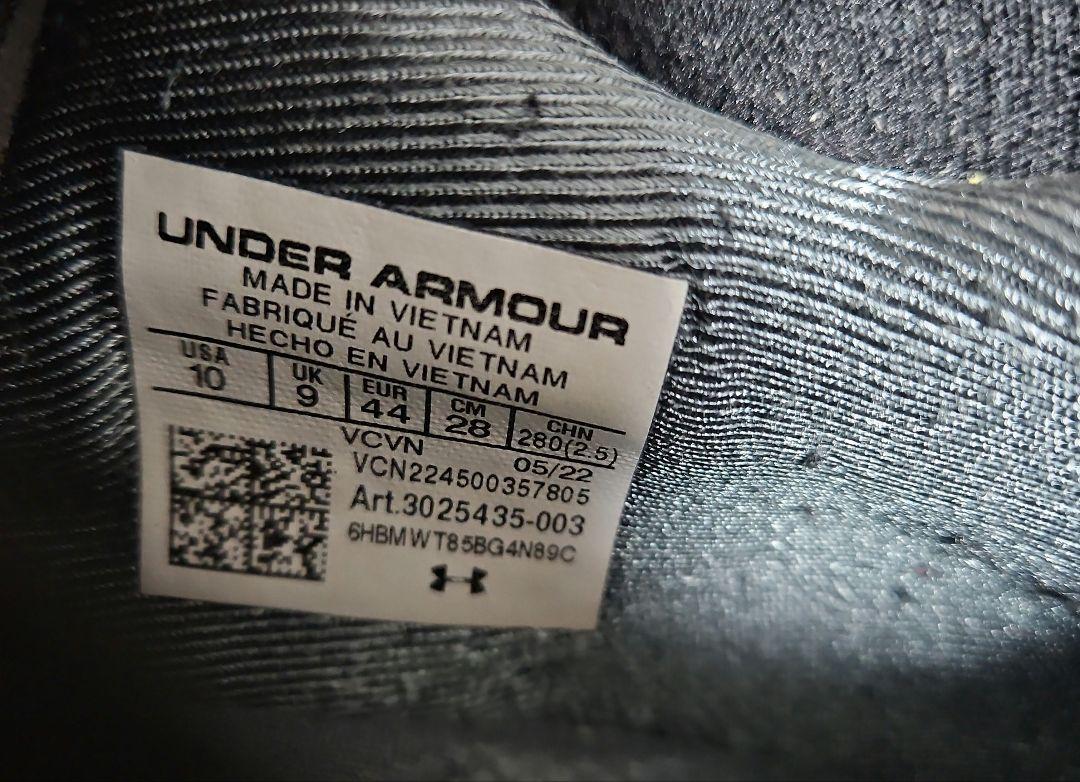 UNDER ARMOUR
MADE IN VIETNAM
FABRIQUÉ AU VIETNAM
HECHO EN VIETNAM
USA UK EUR CM CHN
10 9 44 28 280(2.5)
VCVN 05/22
VCN224500357805
Art.3025435-003
6HBMWT85BG4N89C